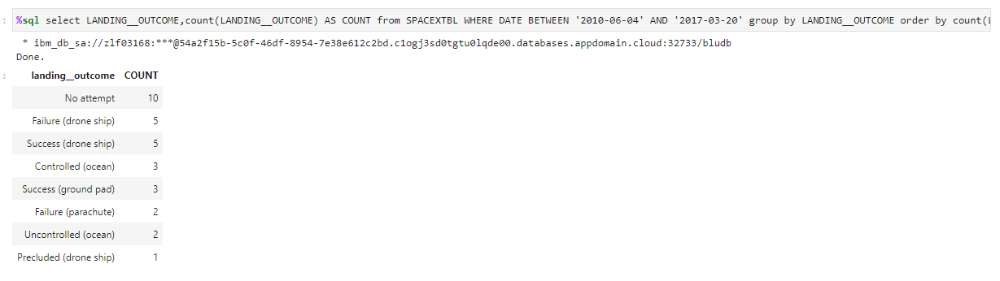 : %sql select LANDING__OUTCOME,count(LANDING__OUTCOME) AS COUNT from SPACEXTBL WHERE DATE BETWEEN '2010-06-04' AND '2017-03-20' group by LANDING__OUTCOME order by count(L
* ibm_db_sa://zlf03168:***@54a2f15b-5c0f-46df-8954-7e38e612c2bd.c1ogj3sd0tgtu0lqde00.databases.appdomain.cloud:32733/bludb
Done.
: landing__outcome COUNT
No attempt 10
Failure (drone ship) 5
Success (drone ship) 5
Controlled (ocean) 3
Success (ground pad) 3
Failure (parachute) 2
Uncontrolled (ocean) 2
Precluded (drone ship) 1